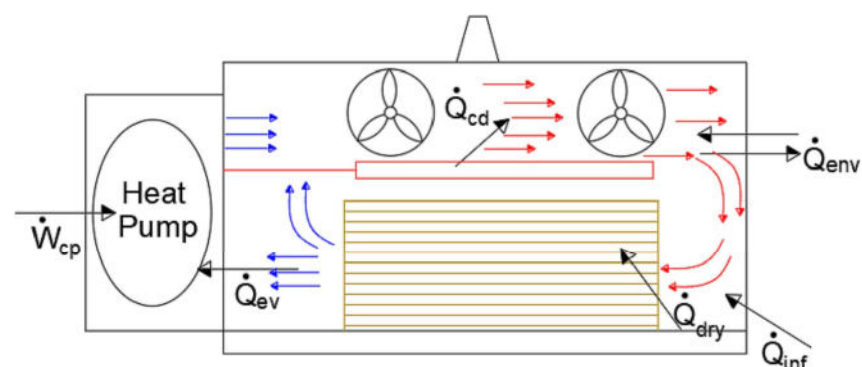 Q̇cd
Q̇env
Heat
Pump
Ẇcp
Q̇ev
Q̇dry
Q̇inf